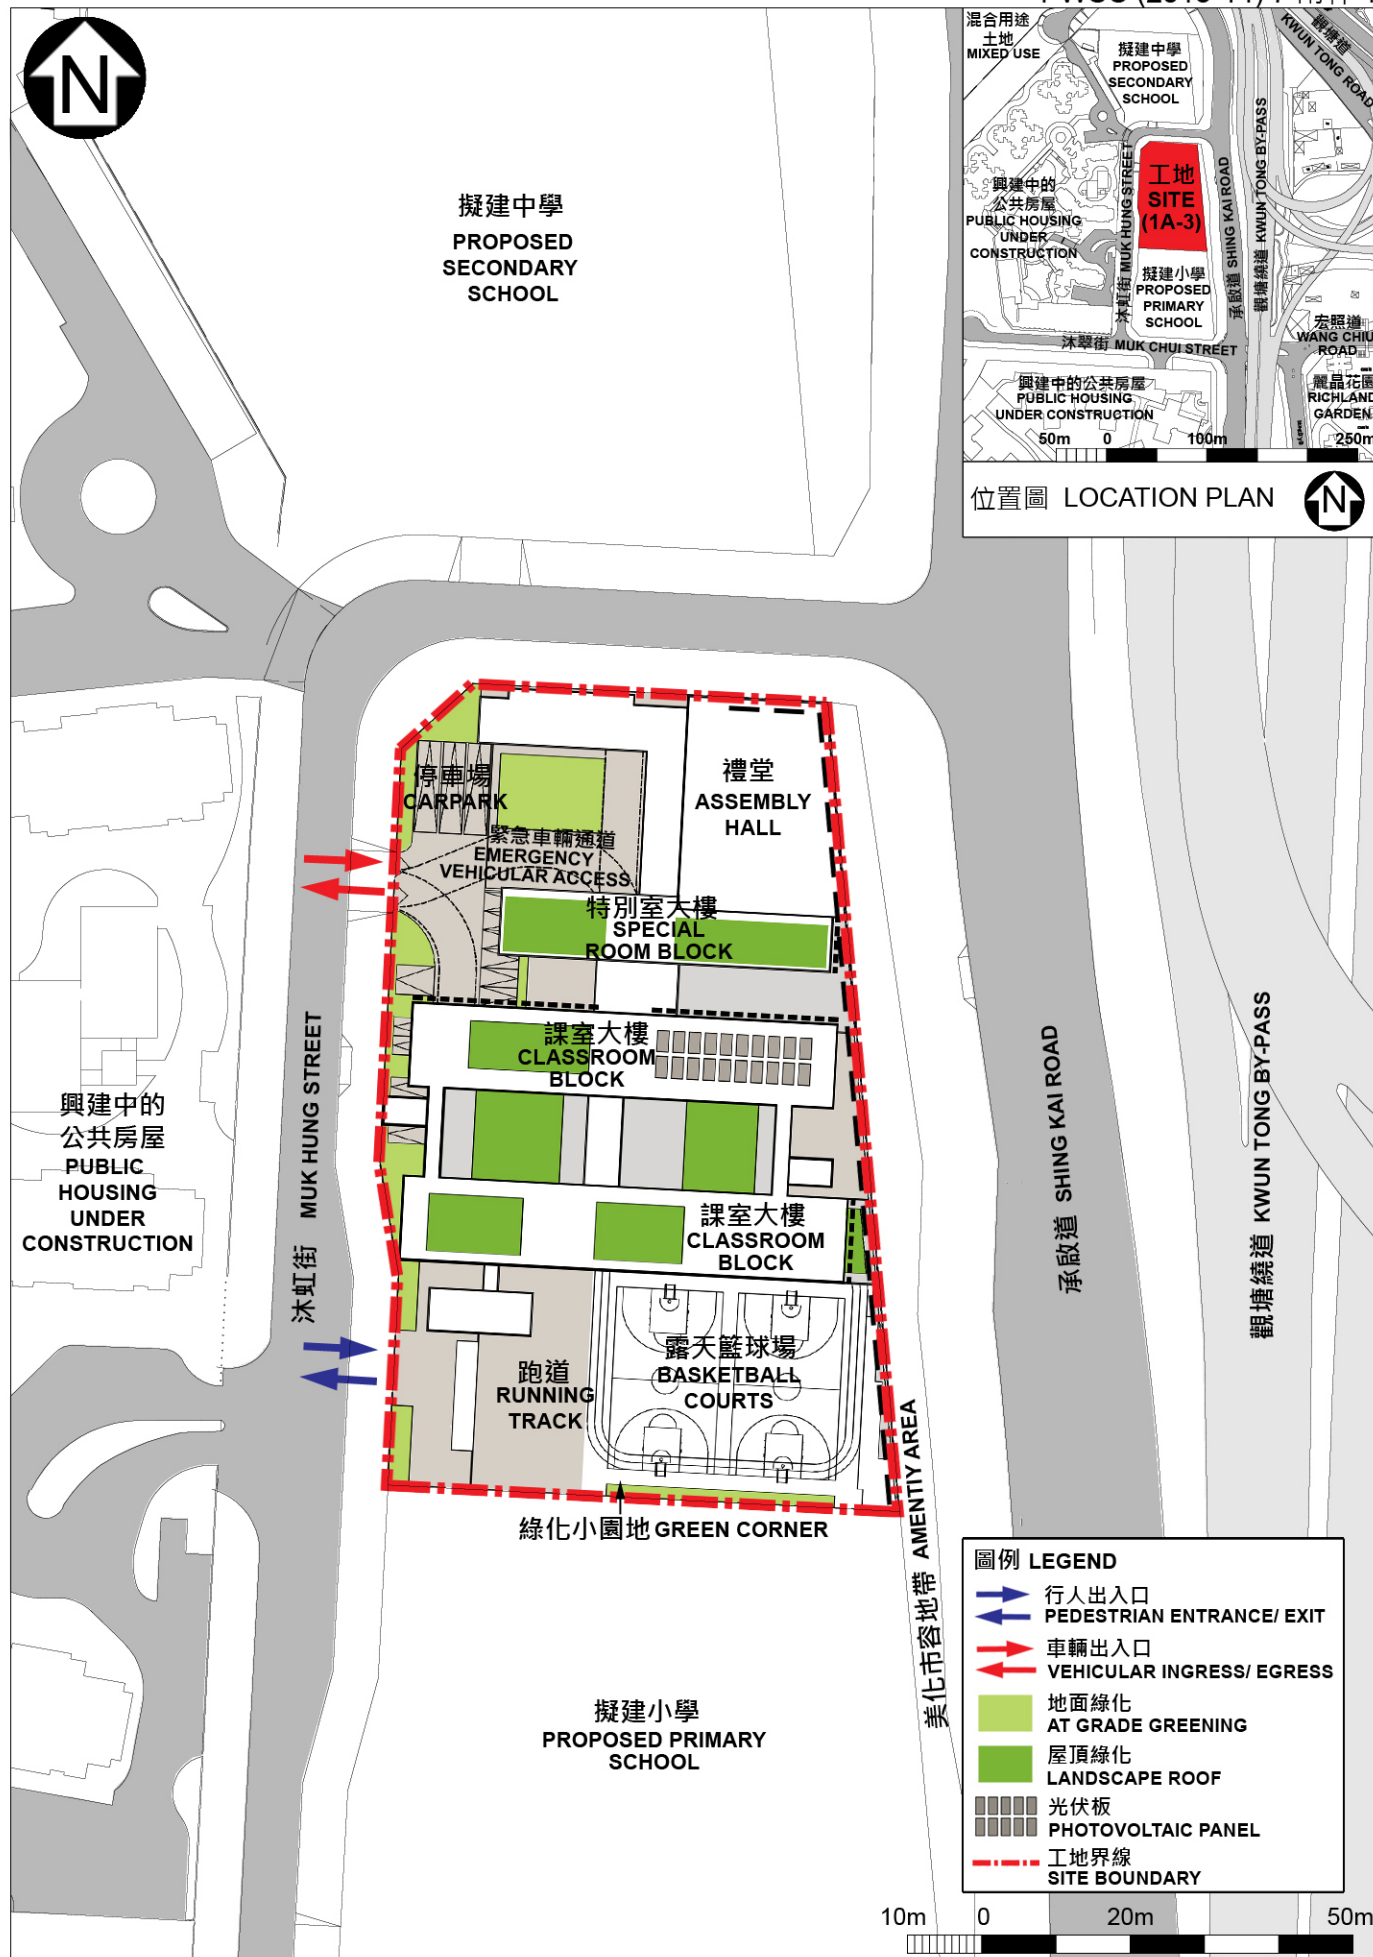 N
混合用途
土地
MIXED USE
擬建中學
PROPOSED
SECONDARY
SCHOOL
觀塘道
KWUN TONG ROAD
興建中的
公共房屋
PUBLIC HOUSING
UNDER
CONSTRUCTION
沐虹街 MUK HUNG STREET
工地
SITE
(1A-3)
承啟道 SHING KAI ROAD
觀塘繞道 KWUN TONG BY-PASS
擬建小學
PROPOSED
PRIMARY
SCHOOL
宏照道
WANG CHIU
ROAD
沐翠街 MUK CHUI STREET
興建中的公共房屋
PUBLIC HOUSING
UNDER CONSTRUCTION
麗晶花園
RICHLAND
GARDEN
50m 0 100m 250m
位置圖 LOCATION PLAN
N
擬建中學
PROPOSED
SECONDARY
SCHOOL
停車場
CARPARK
禮堂
ASSEMBLY
HALL
緊急車輛通道
EMERGENCY
VEHICULAR ACCESS
特別室大樓
SPECIAL
ROOM BLOCK
課室大樓
CLASSROOM
BLOCK
課室大樓
CLASSROOM
BLOCK
跑道
RUNNING
TRACK
露天籃球場
BASKETBALL
COURTS
綠化小園地 GREEN CORNER
興建中的
公共房屋
PUBLIC
HOUSING
UNDER
CONSTRUCTION
沐虹街 MUK HUNG STREET
承啟道 SHING KAI ROAD
觀塘繞道 KWUN TONG BY-PASS
美化市容地帶 AMENTIY AREA
擬建小學
PROPOSED PRIMARY
SCHOOL
圖例 LEGEND
行人出入口
PEDESTRIAN ENTRANCE/ EXIT
車輛出入口
VEHICULAR INGRESS/ EGRESS
地面綠化
AT GRADE GREENING
屋頂綠化
LANDSCAPE ROOF
光伏板
PHOTOVOLTAIC PANEL
工地界線
SITE BOUNDARY
10m 0 20m 50m